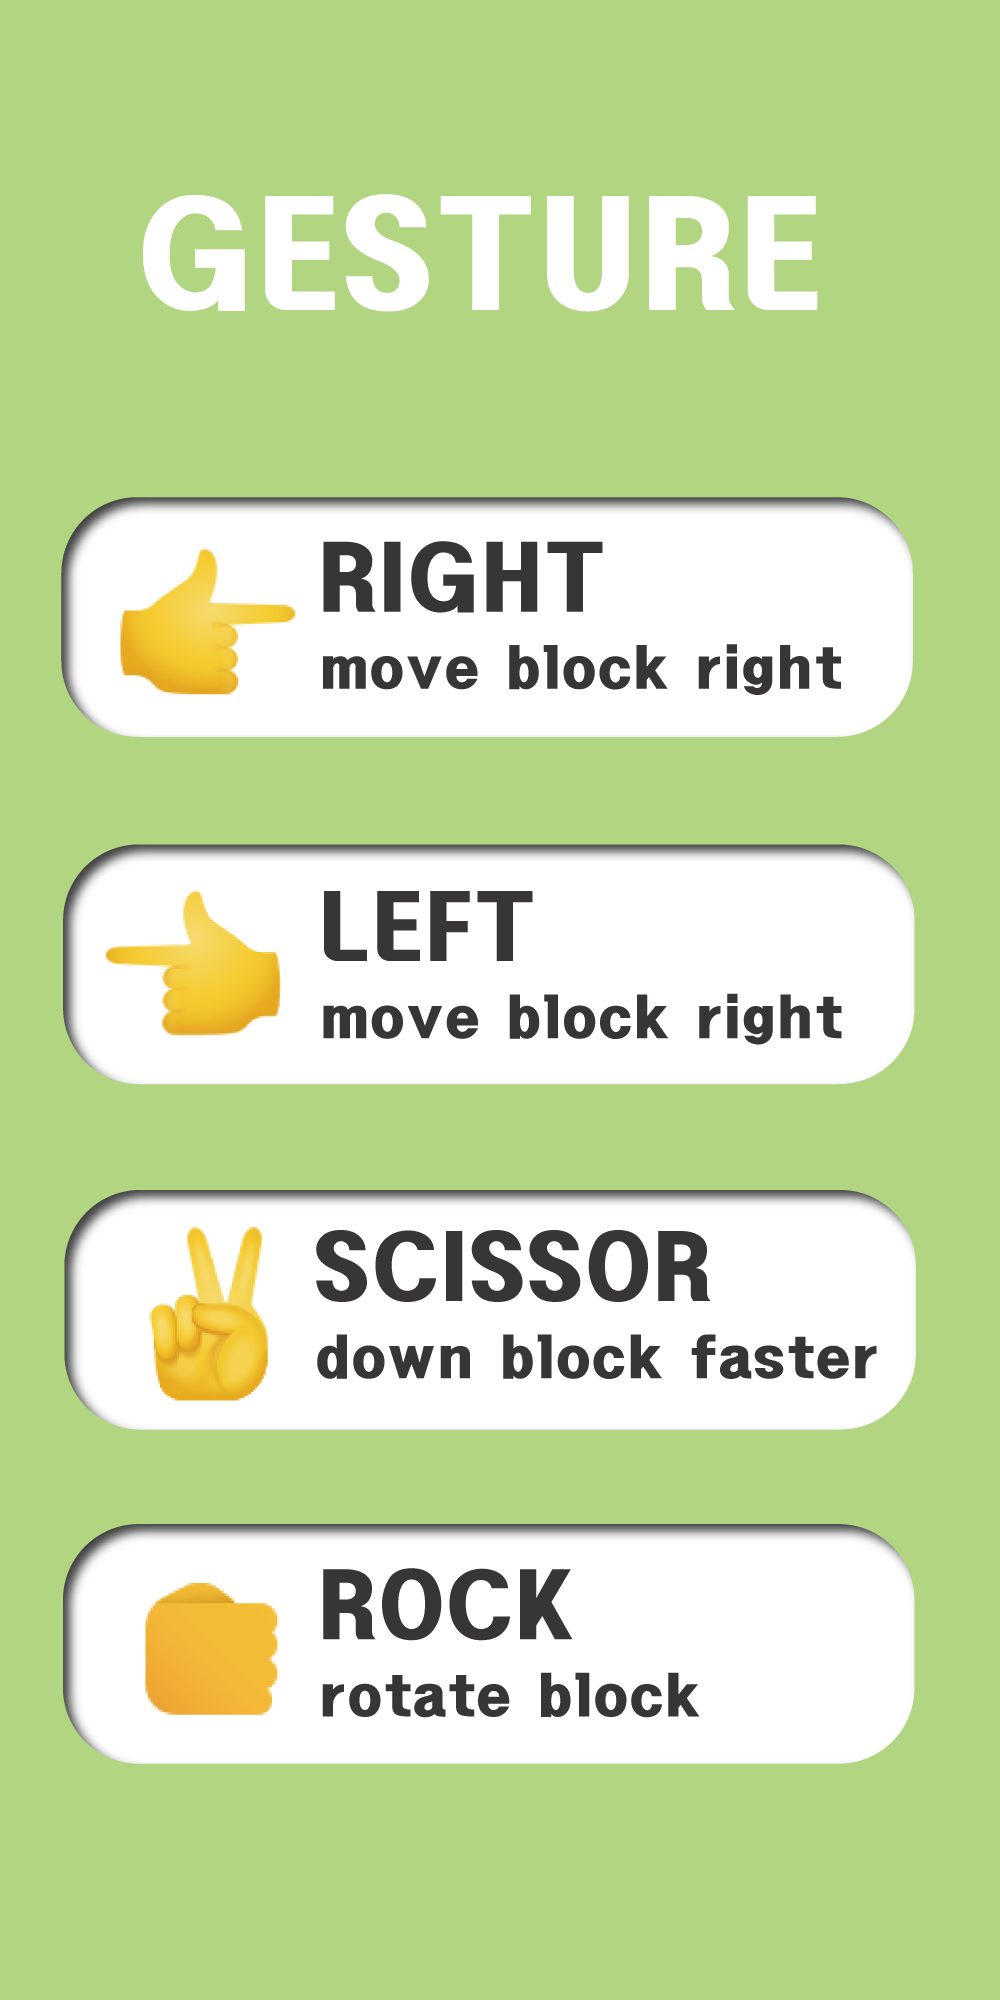 GESTURE
RIGHT
move block right
LEFT
move block right
SCISSOR
down block faster
ROCK
rotate block